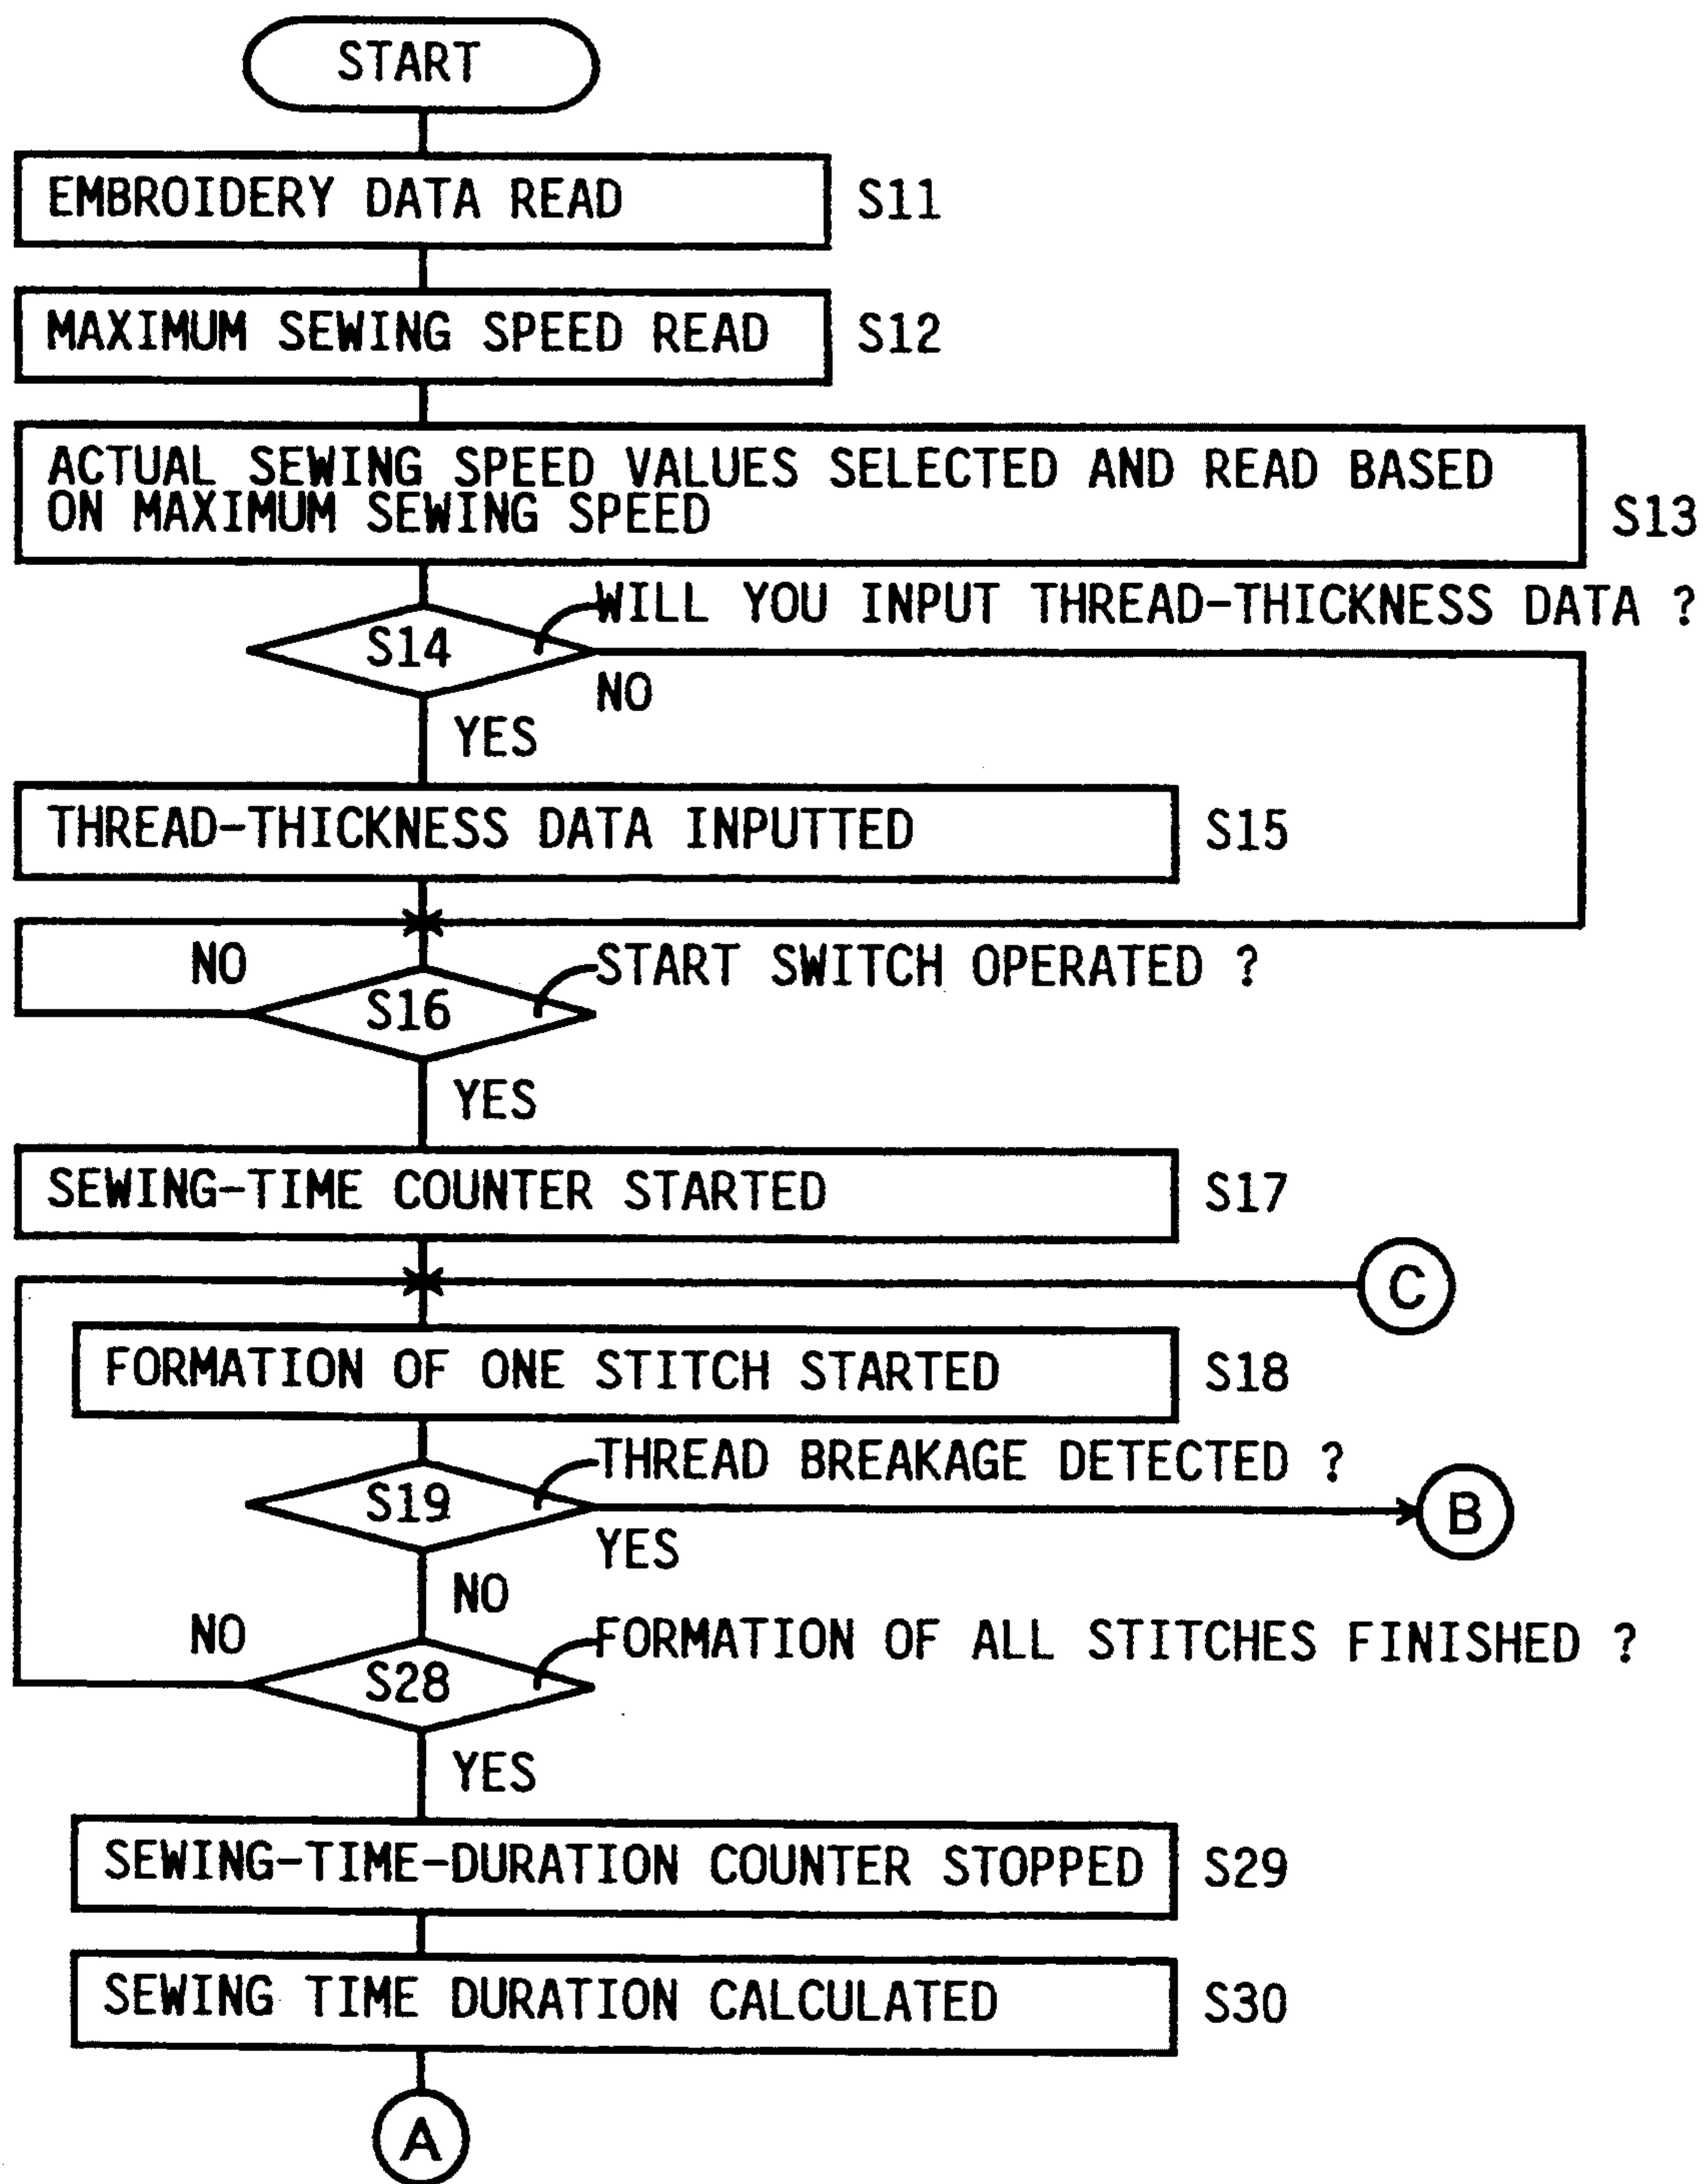 START
EMBROIDERY DATA READ
S11
MAXIMUM SEWING SPEED READ
S12
ACTUAL SEWING SPEED VALUES SELECTED AND READ BASED
ON MAXIMUM SEWING SPEED
S13
WILL YOU INPUT THREAD-THICKNESS DATA ?
S14
NO
YES
THREAD-THICKNESS DATA INPUTTED
S15
NO
START SWITCH OPERATED ?
S16
YES
SEWING-TIME COUNTER STARTED
S17
C
FORMATION OF ONE STITCH STARTED
S18
THREAD BREAKAGE DETECTED ?
S19
B
YES
NO
NO
FORMATION OF ALL STITCHES FINISHED ?
S28
YES
SEWING-TIME-DURATION COUNTER STOPPED
S29
SEWING TIME DURATION CALCULATED
S30
A